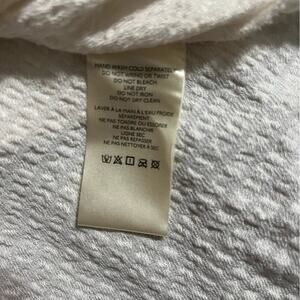 HAND WASH COLD SEPARATELY
DO NOT WRING OR TWIST
DO NOT BLEACH
LINE DRY
DO NOT IRON
DO NOT DRY CLEAN
LAVER À LA MAIN À L'EAU FROIDE
SÉPARÉMENT
NE PAS TORDRE OU ESSORER
NE PAS BLANCHIR
LIGNE SEC
NE PAS REPASSER
NE PAS NETTOYER À SEC